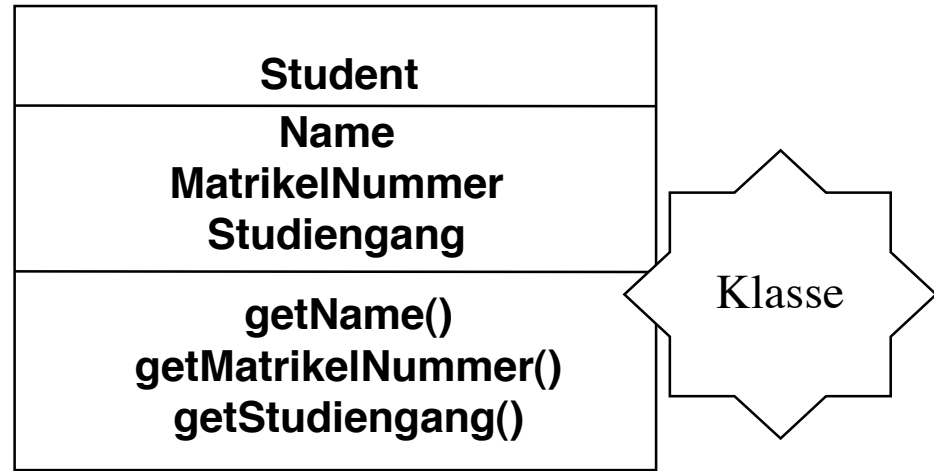 Student
Name
MatrikelNummer
Studiengang
getName()
getMatrikelNummer()
getStudiengang()
Klasse